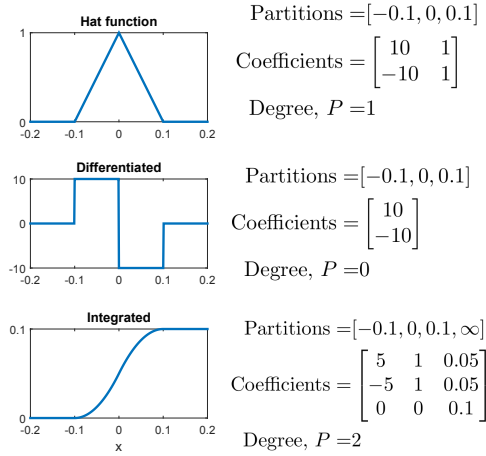 Hat function
1
0
-0.2 -0.1 0 0.1 0.2
Partitions =[−0.1, 0, 0.1]
Coefficients = [10 1
−10 1]
Degree, P =1
Differentiated
10
0
-10
-0.2 -0.1 0 0.1 0.2
Partitions =[−0.1, 0, 0.1]
Coefficients = [10
−10]
Degree, P =0
Integrated
0.1
0
-0.2 -0.1 0 0.1 0.2
x
Partitions =[−0.1, 0, 0.1, ∞]
Coefficients = [5 1 0.05
−5 1 0.05
0 0 0.1]
Degree, P =2